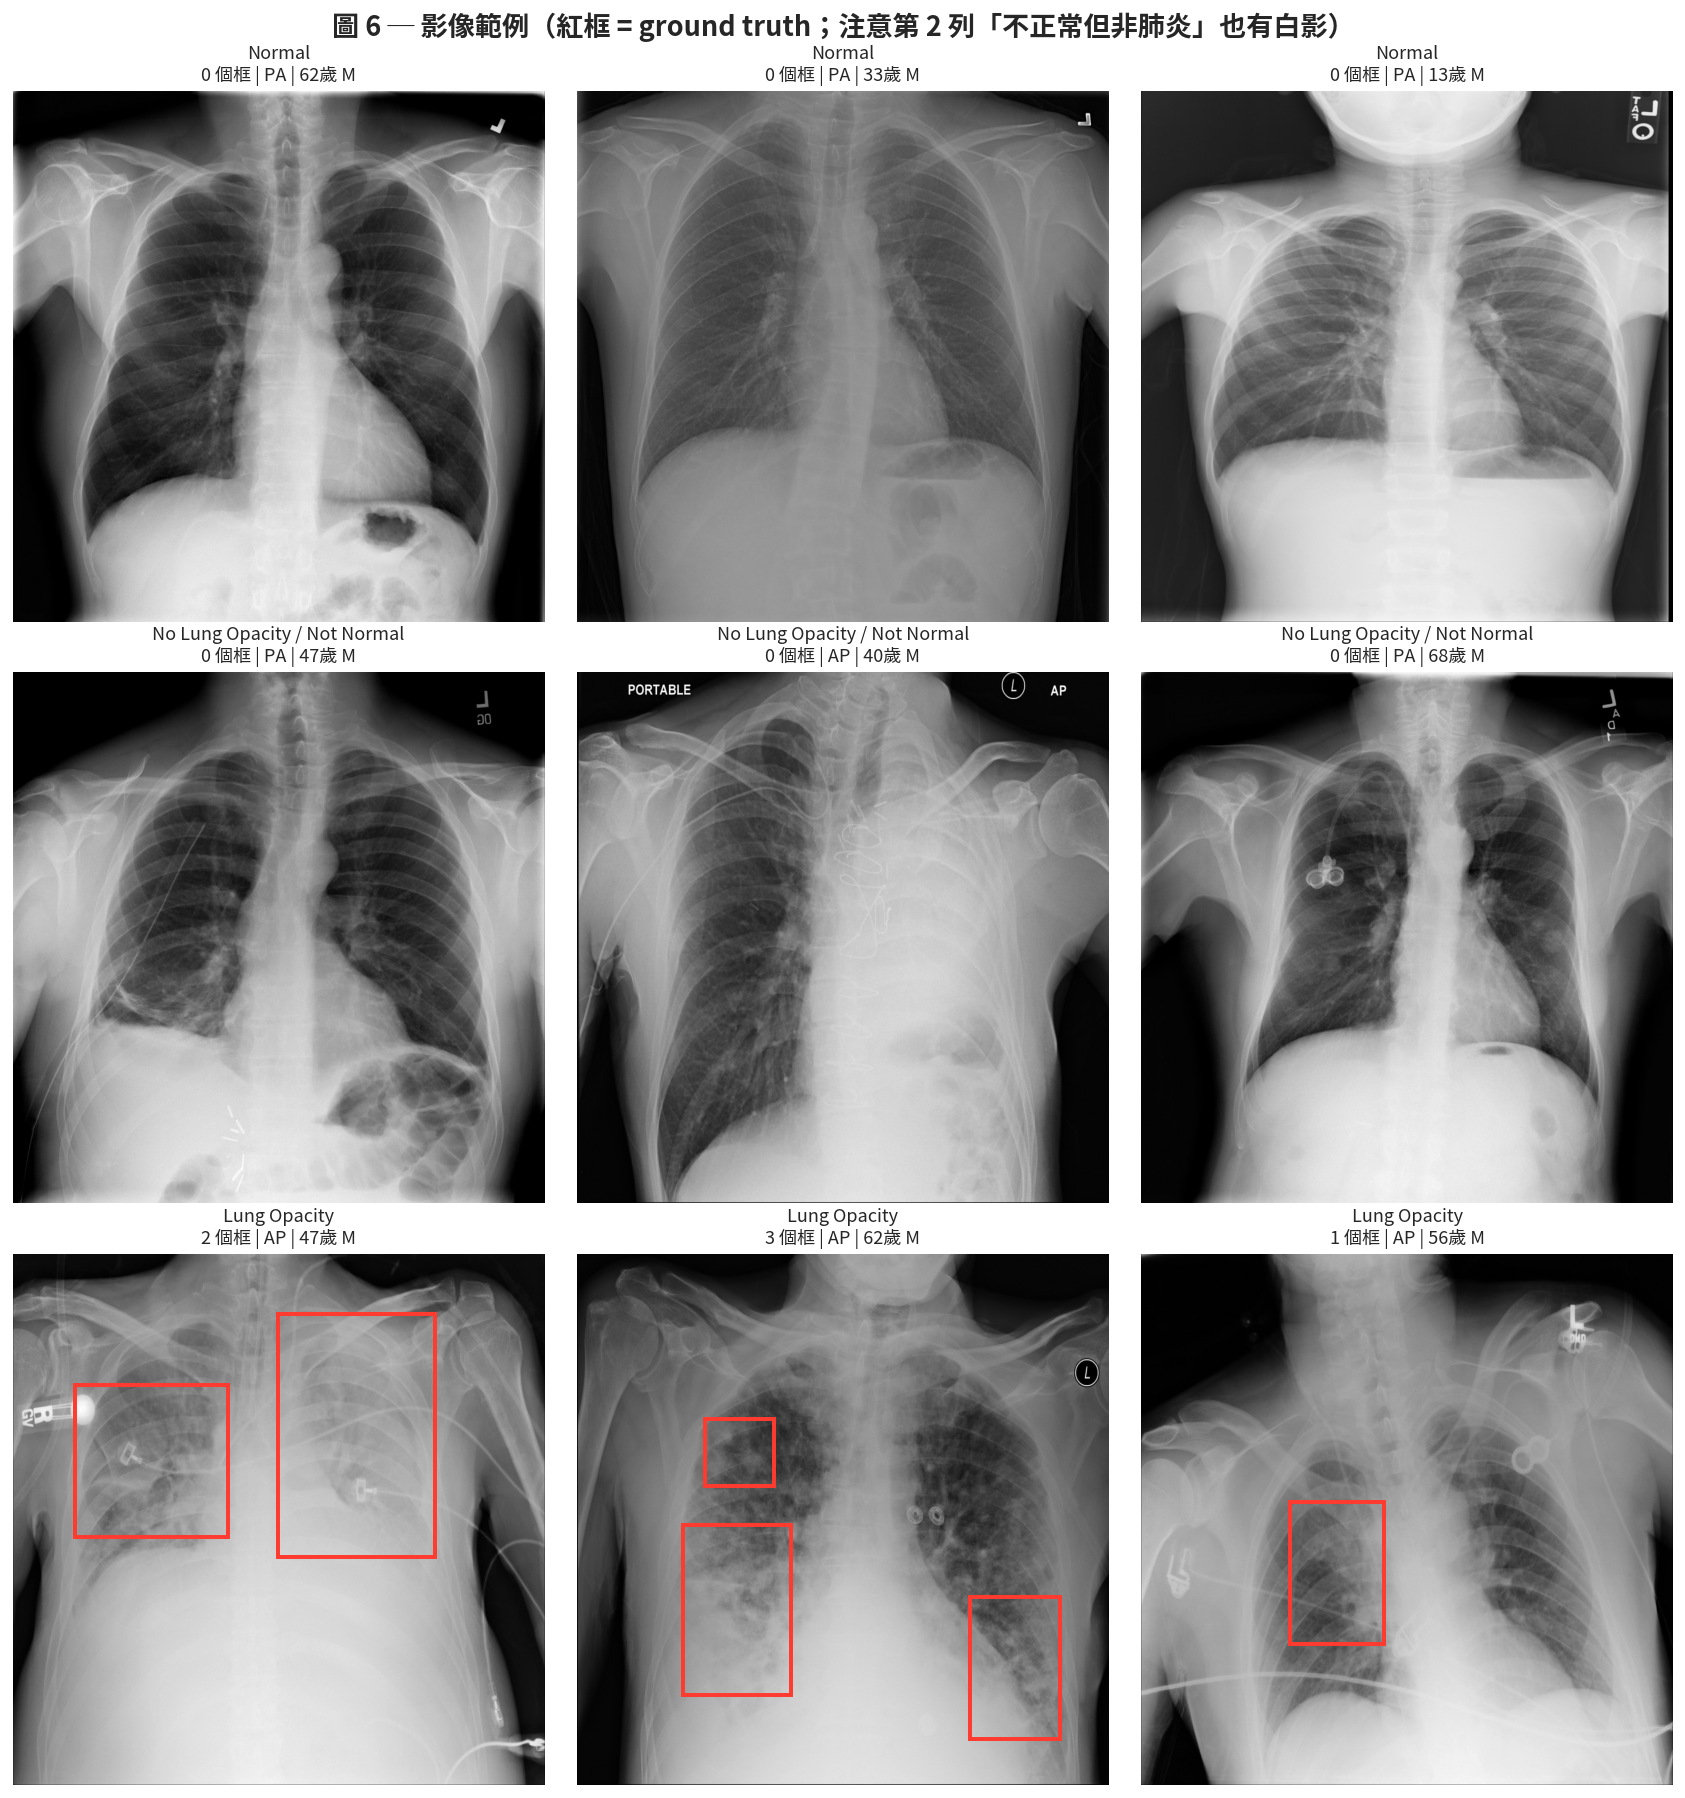 圖 6 — 影像範例（紅框 = ground truth；注意第 2 列「不正常但非肺炎」也有白影）
Normal
0 個框 | PA | 62歲 M
Normal
0 個框 | PA | 33歲 M
Normal
0 個框 | PA | 13歲 M
L
L
L
No Lung Opacity / Not Normal
0 個框 | PA | 47歲 M
No Lung Opacity / Not Normal
0 個框 | AP | 40歲 M
No Lung Opacity / Not Normal
0 個框 | PA | 68歲 M
L
PORTABLE
L
AP
L
Lung Opacity
2 個框 | AP | 47歲 M
Lung Opacity
3 個框 | AP | 62歲 M
Lung Opacity
1 個框 | AP | 56歲 M
R
L
L